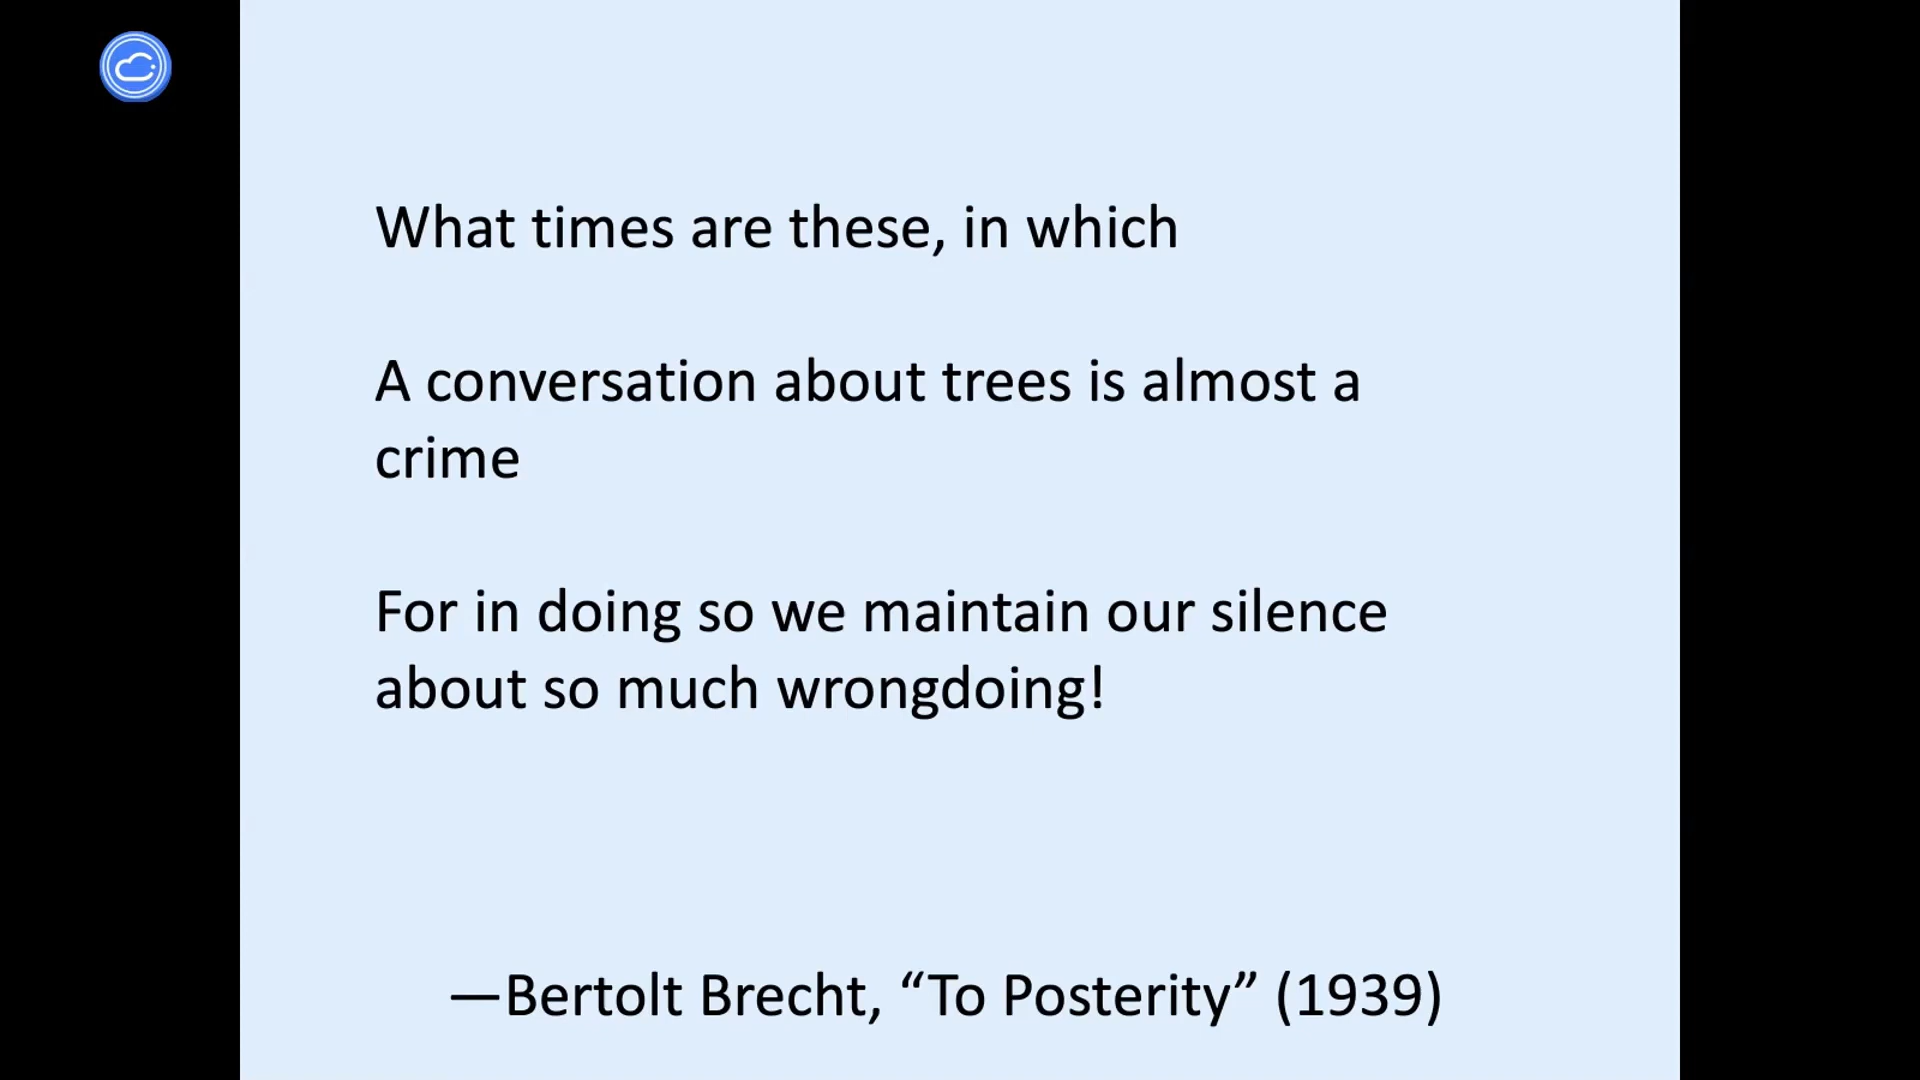 What times are these, in which
A conversation about trees is almost a
crime
For in doing so we maintain our silence
about so much wrongdoing!
—Bertolt Brecht, “To Posterity” (1939)